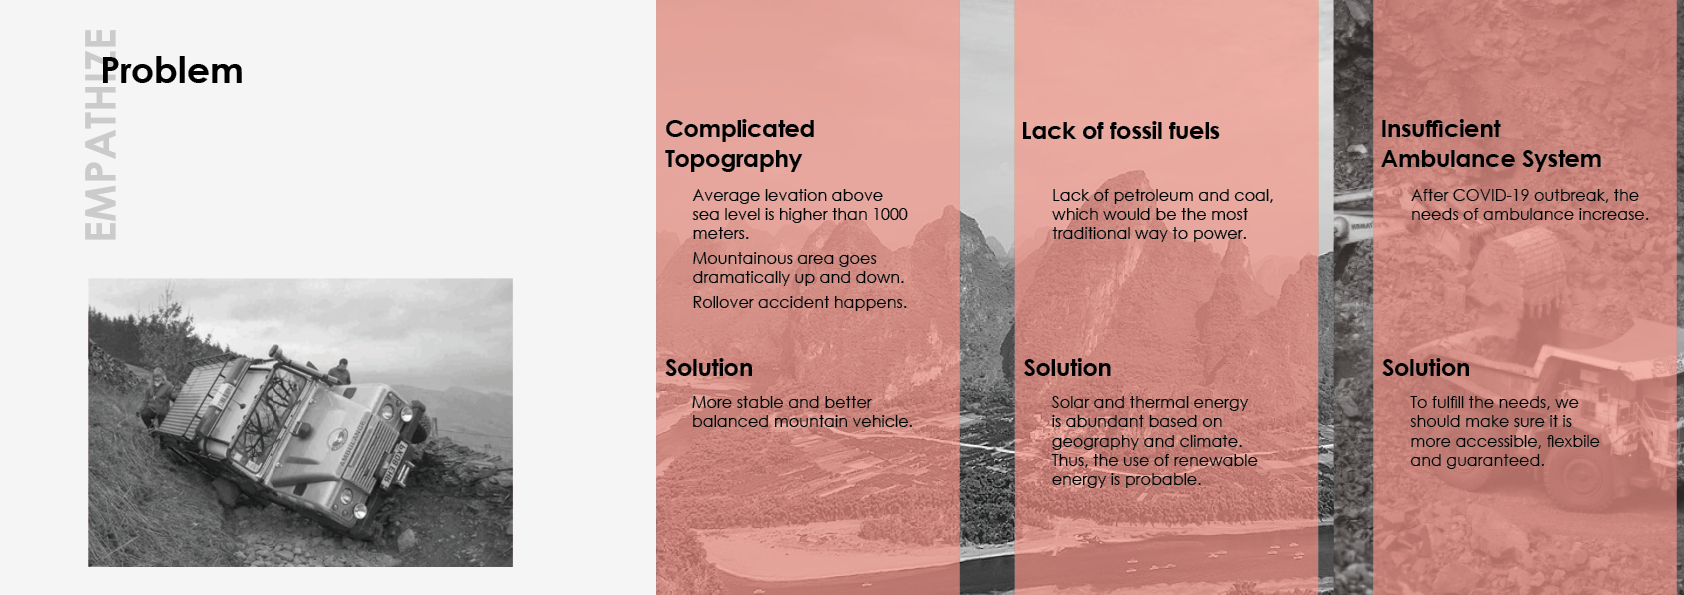 EMPATHIZE
Problem
AMBULANCE
Complicated
Topography
Average levation above
sea level is higher than 1000
meters.
Mountainous area goes
dramatically up and down.
Rollover accident happens.
Solution
More stable and better
balanced mountain vehicle.
Lack of fossil fuels
Lack of petroleum and coal,
which would be the most
traditional way to power.
Solution
Solar and thermal energy
is abundant based on
geography and climate.
Thus, the use of renewable
energy is probable.
Insufficient
Ambulance System
After COVID-19 outbreak, the
needs of ambulance increase.
Solution
To fulfill the needs, we
should make sure it is
more accessible, flexbile
and guaranteed.